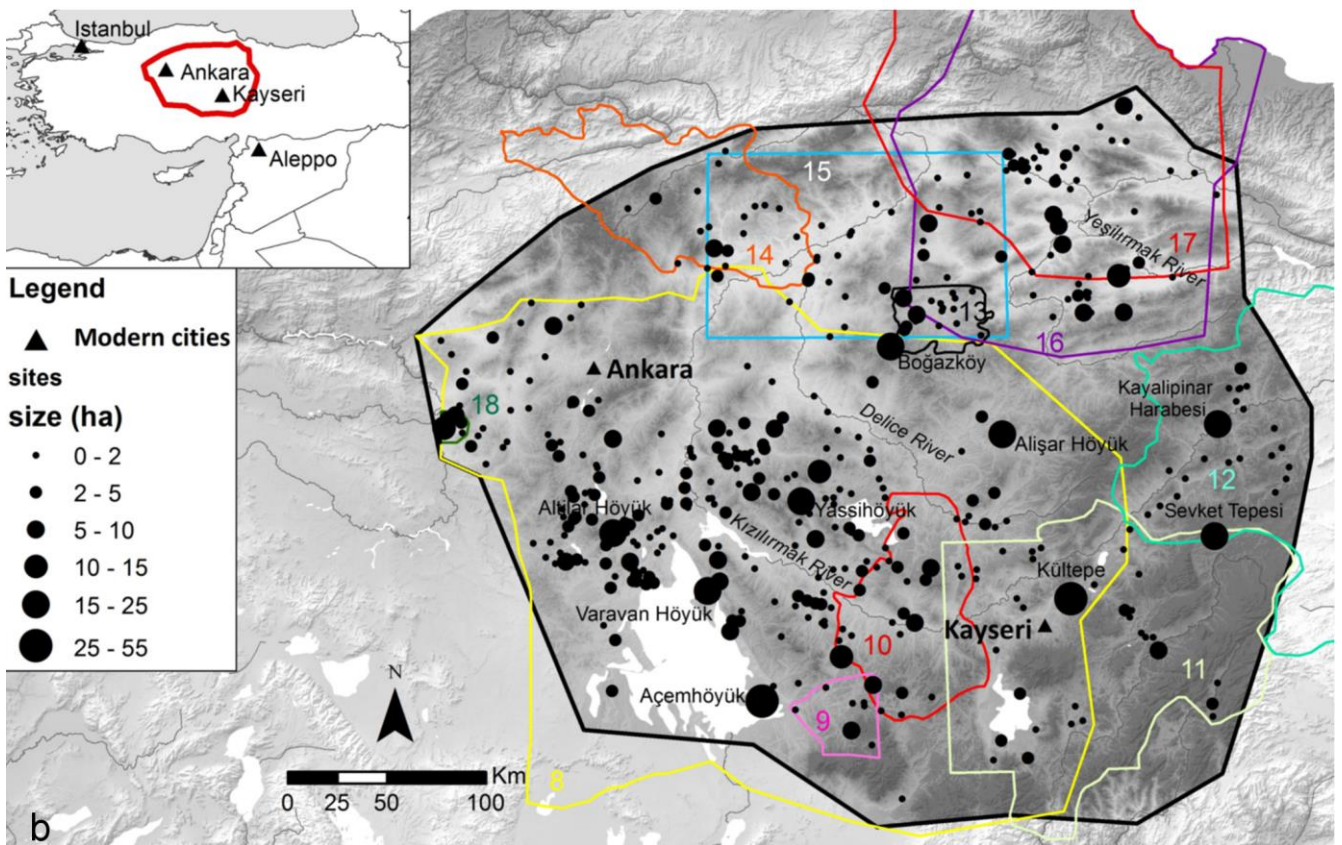 Istanbul
Ankara
Kayseri
Aleppo
Legend
Modern cities
sites
size (ha)
0 - 2
2 - 5
5 - 10
10 - 15
15 - 25
25 - 55
15
14
17
Yeşilırmak River
13
16
Boğazköy
Ankara
18
Kayalipinar
Harabesi
Delice River
Alişar Höyük
12
Altilar Höyük
Yassihöyük
Sevket Tepesi
Kızılırmak River
Kültepe
Varavan Höyük
Kayseri
10
11
Açemhöyük
9
N
8
Km
0 25 50 100
b